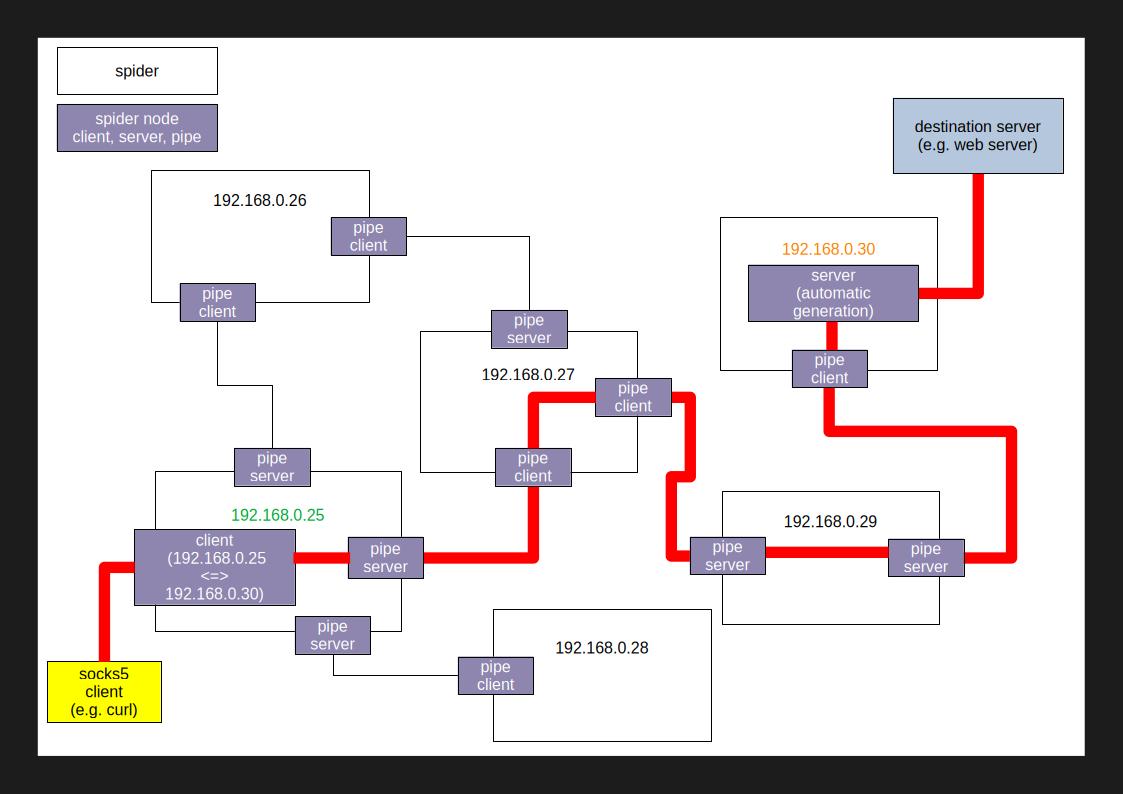 spider
spider node
client, server, pipe
destination server
(e.g. web server)
192.168.0.26
pipe
client
pipe
client
192.168.0.30
server
(automatic
generation)
pipe
client
pipe
server
192.168.0.27
pipe
client
pipe
client
pipe
server
192.168.0.25
client
(192.168.0.25
<=>
192.168.0.30)
pipe
server
pipe
server
192.168.0.29
pipe
server
pipe
server
192.168.0.28
pipe
client
socks5
client
(e.g. curl)